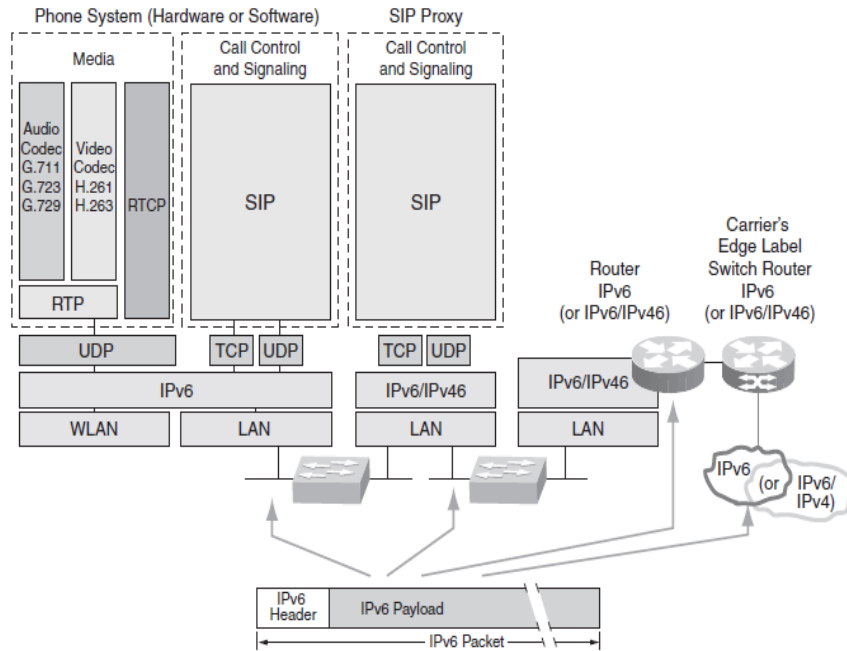 Phone System (Hardware or Software)
SIP Proxy
Media
Call Control
and Signaling
Call Control
and Signaling
Audio
Codec
G.711
G.723
G.729
Video
Codec
H.261
H.263
RTCP
SIP
SIP
RTP
Router
IPv6
(or IPv6/IPv46)
Carrier's
Edge Label
Switch Router
IPv6
(or IPv6/IPv46)
UDP
TCP
UDP
TCP
UDP
IPv6
IPv6/IPv46
IPv6/IPv46
WLAN
LAN
LAN
LAN
IPv6
(or
IPv6/
IPv4)
IPv6
Header
IPv6 Payload
IPv6 Packet